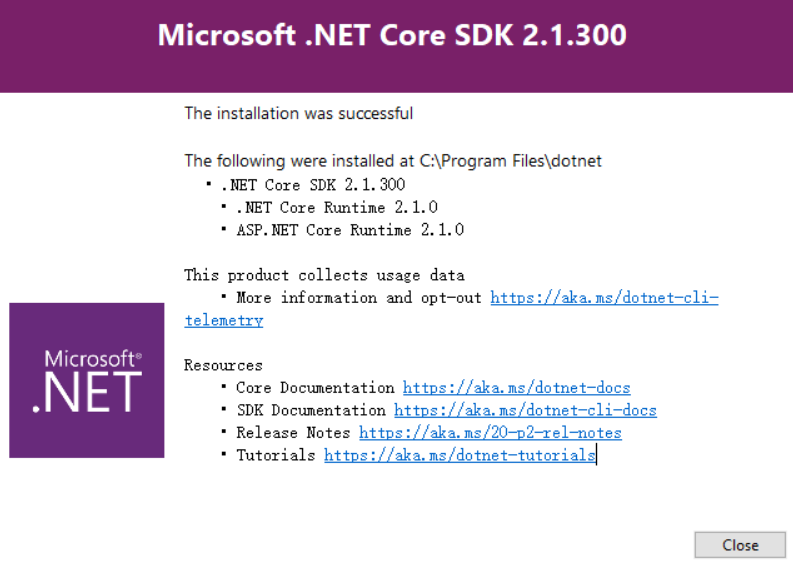 Microsoft .NET Core SDK 2.1.300
The installation was successful
The following were installed at C:\Program Files\dotnet
• .NET Core SDK 2.1.300
• .NET Core Runtime 2.1.0
• ASP.NET Core Runtime 2.1.0
This product collects usage data
• More information and opt-out https://aka.ms/dotnet-cli-
telemetry
Microsoft®
.NET
Resources
• Core Documentation https://aka.ms/dotnet-docs
• SDK Documentation https://aka.ms/dotnet-cli-docs
• Release Notes https://aka.ms/20-p2-rel-notes
• Tutorials https://aka.ms/dotnet-tutorials
Close